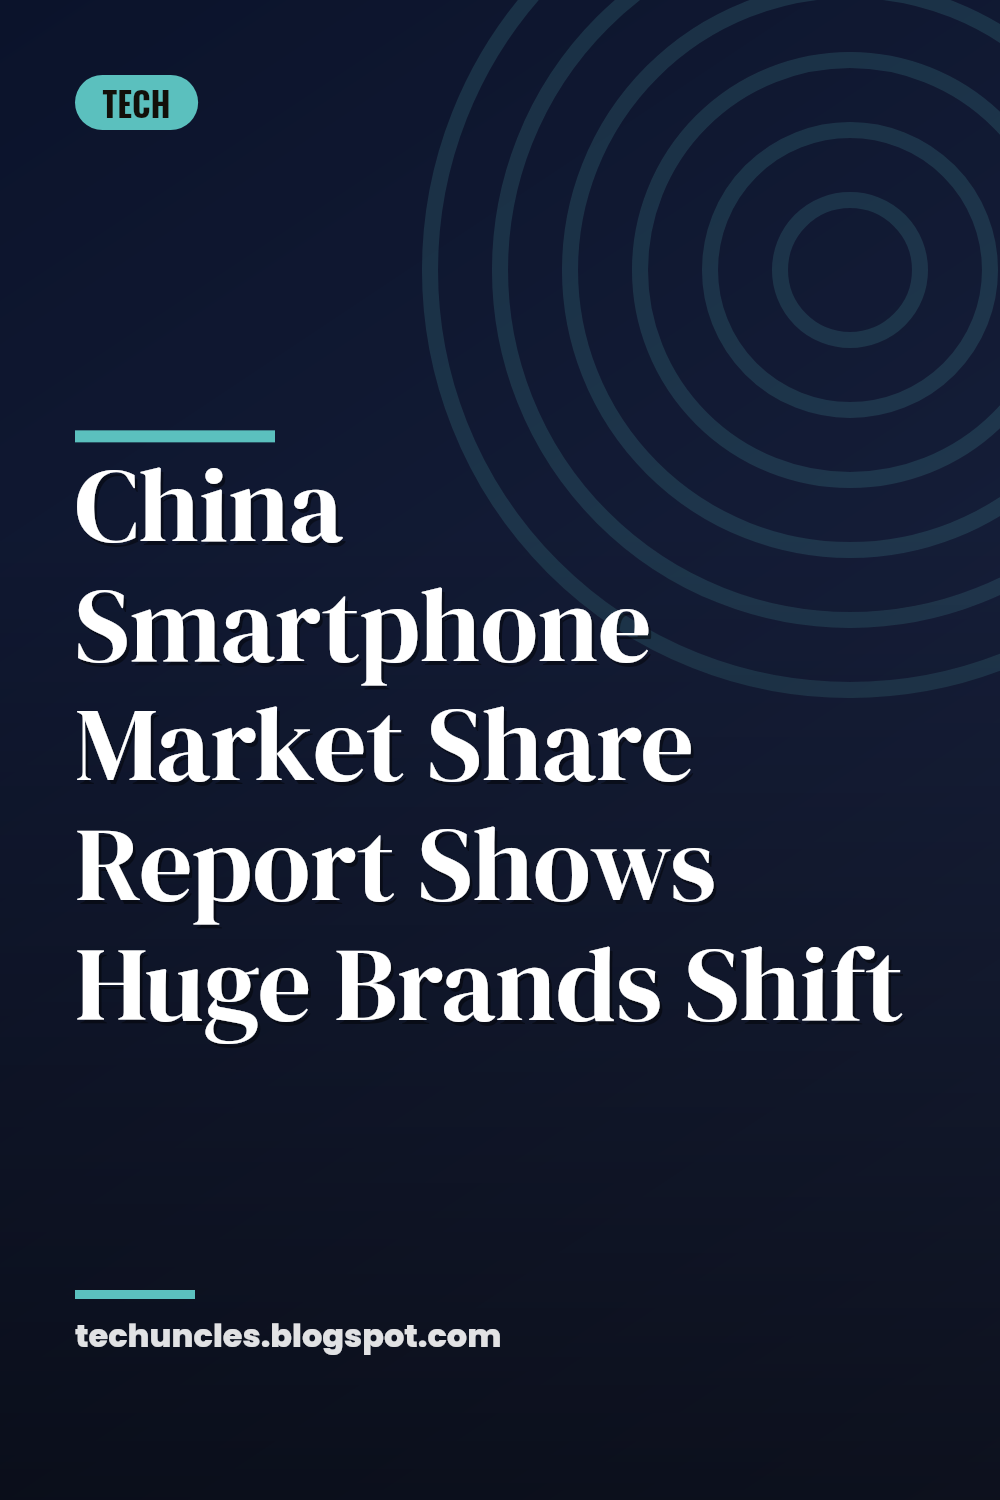 TECH
China
Smartphone
Market Share
Report Shows
Huge Brands Shift
techuncles.blogspot.com